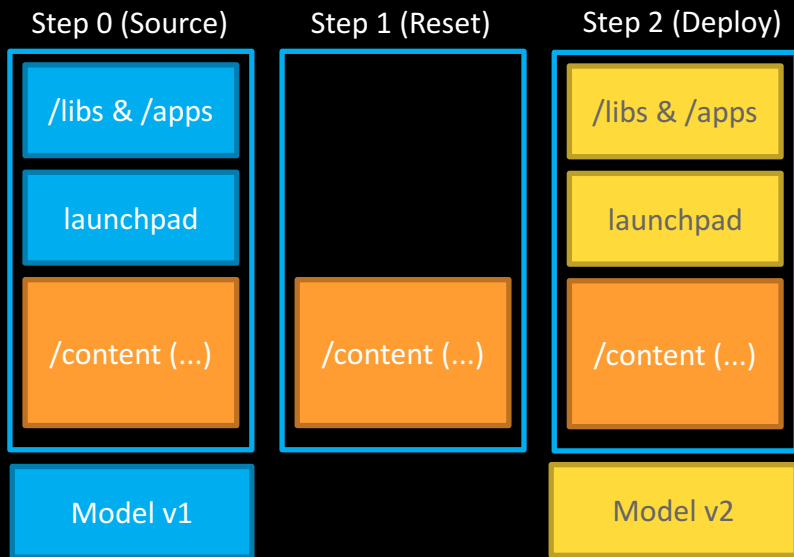 Step 0 (Source)
Step 1 (Reset)
Step 2 (Deploy)
/libs & /apps
/libs & /apps
launchpad
launchpad
/content (...)
/content (...)
/content (...)
Model v1
Model v2